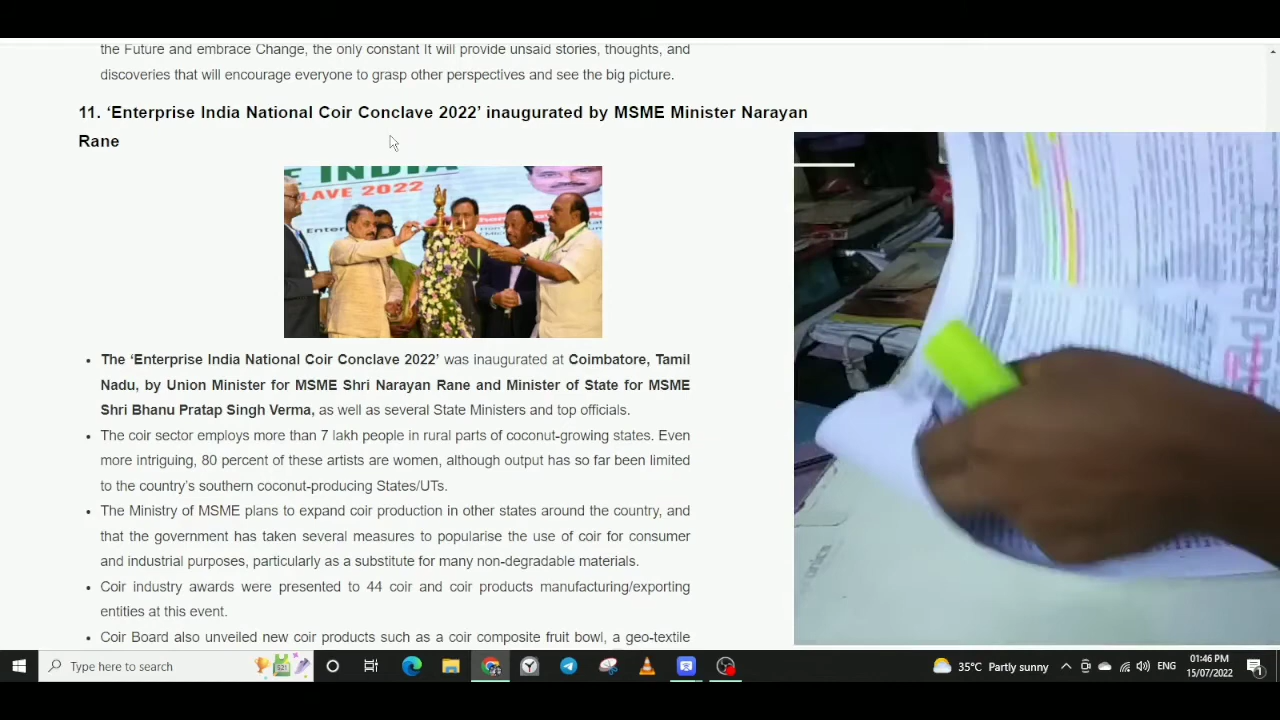 the Future and embrace Change, the only constant It will provide unsaid stories, thoughts, and
discoveries that will encourage everyone to grasp other perspectives and see the big picture.
11. ‘Enterprise India National Coir Conclave 2022’ inaugurated by MSME Minister Narayan
Rane
E INDIA
LAVE 2022
• The ‘Enterprise India National Coir Conclave 2022’ was inaugurated at Coimbatore, Tamil
Nadu, by Union Minister for MSME Shri Narayan Rane and Minister of State for MSME
Shri Bhanu Pratap Singh Verma, as well as several State Ministers and top officials.
• The coir sector employs more than 7 lakh people in rural parts of coconut-growing states. Even
more intriguing, 80 percent of these artists are women, although output has so far been limited
to the country’s southern coconut-producing States/UTs.
• The Ministry of MSME plans to expand coir production in other states around the country, and
that the government has taken several measures to popularise the use of coir for consumer
and industrial purposes, particularly as a substitute for many non-degradable materials.
• Coir industry awards were presented to 44 coir and coir products manufacturing/exporting
entities at this event.
• Coir Board also unveiled new coir products such as a coir composite fruit bowl, a geo-textile
Type here to search
35°C Partly sunny
ENG
01:46 PM
15/07/2022
1